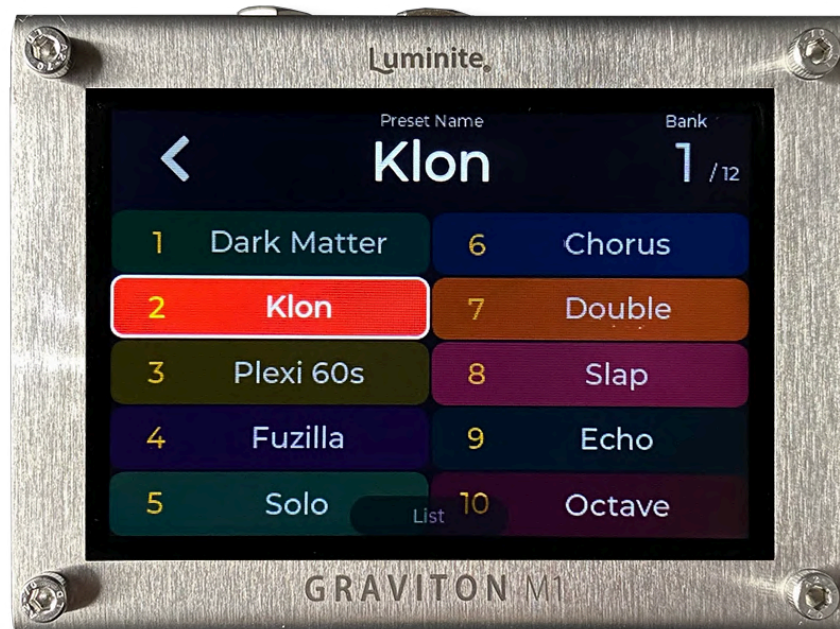 Luminite
Preset Name
Bank
Klon
1 / 12
1 Dark Matter
6 Chorus
2 Klon
7 Double
3 Plexi 60s
8 Slap
4 Fuzilla
9 Echo
5 Solo
10 Octave
List
GRAVITON M1